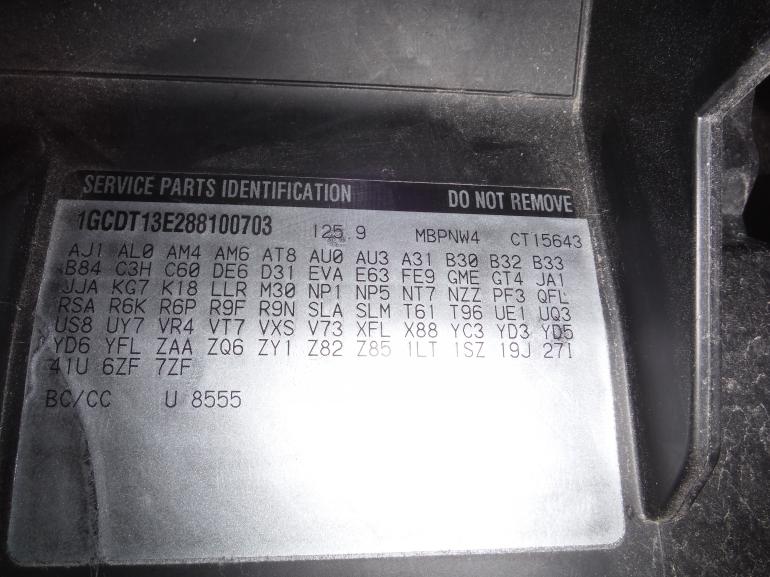 SERVICE PARTS IDENTIFICATION DO NOT REMOVE
1GCDT13E288100703 125.9 MBPNW4 CT15643
AJ1 AL0 AM4 AM6 AT8 AU0 AU3 A31 B30 B32 B33
B84 C3H C60 DE6 D31 EVA E63 FE9 GME GT4 JA1
JJA KG7 K18 LLR M30 NP1 NP5 NT7 NZZ PF3 QFL
RSA R6K R6P R9F R9N SLA SLM T61 T96 UE1 UQ3
US8 UY7 VR4 VT7 VXS V73 XFL X88 YC3 YD3 YD5
YD6 YFL ZAA ZQ6 ZY1 Z82 Z85 1LT 1SZ 19J 27I
41U 6ZF 7ZF
BC/CC U 8555